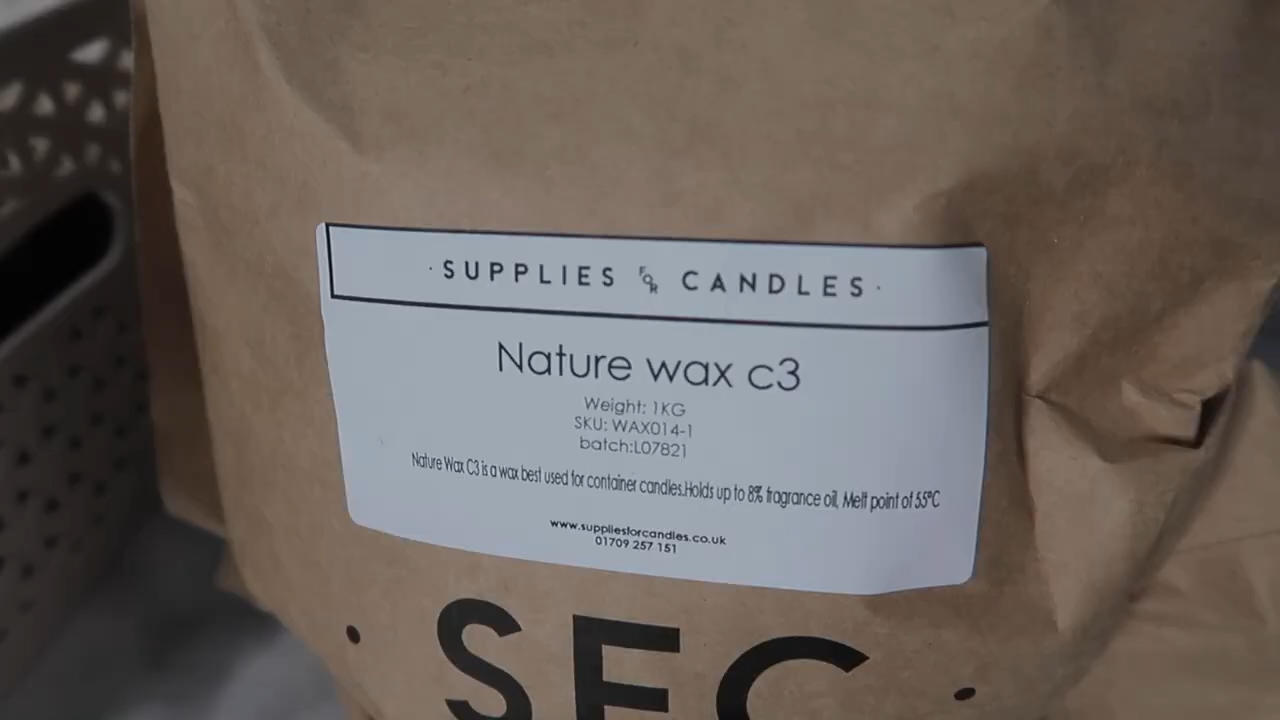 · SUPPLIES FOR CANDLES ·
Nature wax c3
Weight: 1KG
SKU: WAX014-1
batch:L07821
Nature Wax C3 is a wax best used for container candles.Holds up to 8% fragrance oil, Melt point of 55°C
www.suppliesforcandles.co.uk
01709 257 151
· SFC ·